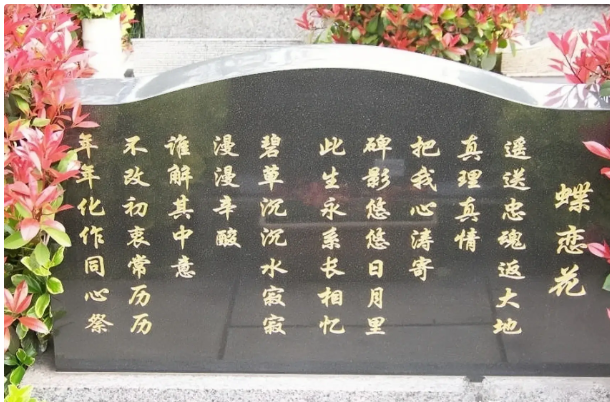 蝶恋花
遥送忠魂返大地
真理真情
把我心涛寄
碑影悠悠日月里
此生永系长相忆
碧草沉沉水寂寂
漫漫辛酸
谁解其中意
不改初衷常历历
年年化作同心祭